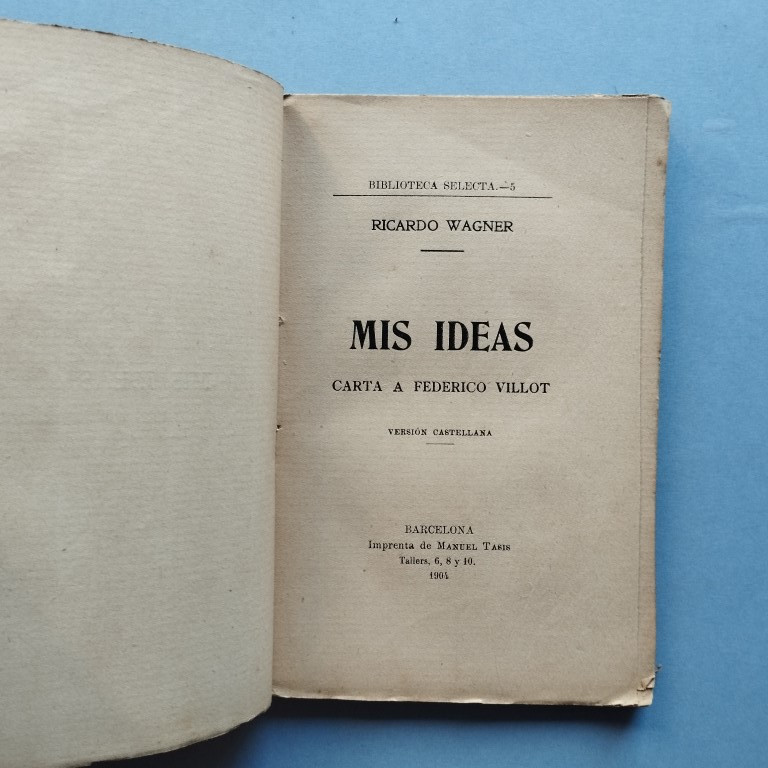 BIBLIOTECA SELECTA.—5
RICARDO WAGNER
MIS IDEAS
CARTA A FEDERICO VILLOT
VERSIÓN CASTELLANA
BARCELONA
Imprenta de MANUEL TASIS
Tallers, 6, 8 y 10.
1904